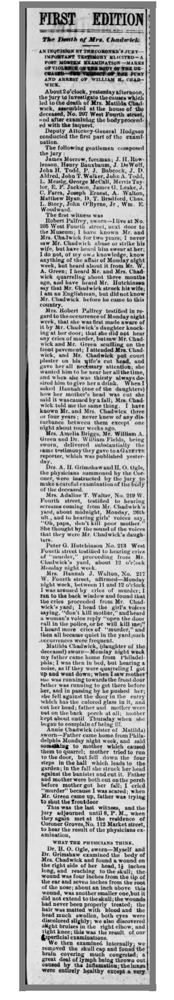 FIRST EDITION
The Death of Mrs. Chadwick
AN INQUISION BY THE CORONER'S JURY—
IMPORTANT TESTIMONY ELICITED—A
POST MORTEM EXAMINATION—MARKS
OF VIOLENCE ON THE BODY OF THE DE-
CEASED—THE VERDICT OF THE JURY
AND ARREST OF WILLIAM H. CHAD-
WICK.
About 2 o'clock, yesterday afternoon,
the jury to investigate the causes which
led to the death of Mrs. Matilda Chad-
wick, assembled at the house of the
deceased, No. 207 West Fourth street,
and after examining the body proceed-
ed with the inquest.
Deputy Attorney-General Hodgson
conducted the first part of the exami-
nation.
The following gentlemen composed
the jury:
James Morrow, foreman; J. H. Row-
lenson, Henry Bauxbaum, J. DeWolf,
John H. Todd, P. J. Babcock, J. D.
Aldred, John T. Walker, John A. Todd,
L. Messig, George McCall, Merris Tay-
lor, E. F. Jackson, James G. Leake, J.
C. Farra, Joseph Ernest, A. Walton,
Matthew Ryan, D. T. Bradford, Chas.
L. Story, John O'Byrne, Jr, Wm. E.
Woodward.
The first witness was
Robert Palfrey, sworn—I live at No.
205 West Fourth street, next door to
the Museum; I have known Mr. and
Mrs. Chadwick for two years; I never
saw Mr. Chadwick abuse or strike his
wife, but have heard him swear at her;
I do not, of my own knowledge, know
anything of the affair of Monday night
week, but heard about it from Mr. W.
A. Green; I heard Mr. and Mrs. Chad-
wick quarreling about three months
ago, and have heard Mr. Hutchinson
say that Mr. Chadwick struck his wife;
I am an Englishman, but did not know
Mr. Chadwick before he came to this
country.
Mrs. Robert Palfrey testified in re-
gard to the occurrence of Monday night
week, that she was first made aware of
it by Mr. Chadwick's daughter knock-
ing at her door; that she did not hear
any cries of murder, but saw Mr. Chad-
wick and Mr. Green scuffling on the
front pavement; I attended Mrs. Chad-
wick, and Mr. Chadwick put court
plaster on his wife's cut head, and
gave her all necessary attention; she
wanted him to be near her all the time,
and when she was thirsty always de-
sired him to give her a drink. When I
asked Hannah (one of the daughters)
how her mother's head was cut she
said it was caused by a fall; Mrs. Chad-
wick told me the same thing. I have
known Mr. and Mrs. Chadwick three
or four years; never knew of any dis-
turbance between them except one
night about four weeks ago.
Mrs. Amelia Briggs, Mr. William A.
Green and Dr. William Fields, being
sworn, delivered substantially the
same testimony they gave to a GAZETTE
reporter, which was published yester-
day.
Drs. A. H. Grimshaw and H. O. Ogle,
the physicians summoned by the Cor-
oner, were instructed by the jury to
make a careful examination of the body
of the deceased.
Mrs. Adaline T. Walter, No. 219 W.
Fourth street, testified to hearing
screams coming from Mr. Chadwick's
yard, about midnight, Monday, 26th
ult., and to hearing girls' voices say,
"Oh, papa, don't kill poor mother."
She thought by the sound of the voices
that they were Mr. Chadwick's daugh-
ters.
Peter G. Hutchinson No. 213 West
Fourth street testified to hearing cries
of "murder," proceeding from Mr.
Chadwick's yard, about 12 o'clock
Monday night week.
Mrs. Hannah J. Walton, No. 217
W. Fourth street, affirmed—Monday
night week, between 11 and 12 o'clock
I was aroused by cries of murder; I
ran to the back window and found that
the cries proceeded from Mr. Chad-
wick's yard; I head the girl's voices
saying, "don't kill mother," and heard
a woman's voice reply "open the door
call in the police, or he will kill me;"
I heard more cries of "murder," and
then all became quiet in the yard; such
occurrences were frequent.
Matilda Chadwick, (daughter of the
deceased) sworn—Monday night week
my father came home from Philadel-
phia; I was then in bed, but hearing a
noise, as if they were quarreling I got
up and went down; when I saw mother
she was running towards the front door
father was running to get there before
her, and in passing by he pushed her;
she fell against the door in the entry
which has the colored glass in it, and
cut her head; father and mother were
not on the back porch at all; mother
kept about until Thursday when she
began to complain of being ill.
Annie Chadwick (sister of Matilda)
sworn—Father came home from Phila-
delphia Monday night week, and said
something to mother which caused
them to quarrel; mother tried to run
to the door, but fell down the four
steps in the hall which leads to the
garden; in the fall she struck her head
against the banister and cut it. Father
and mother were both out on the porch
before mother got her fall; I cried
"murder" because I was scared; when
Mr. Green came up, father was trying
to shut the front door
This was the last witness, and the
jury adjourned until 8, P. M., when
they again met at the residence of
Coroner Groves, No. 112 Market street,
to hear the result of the physicians ex-
amination,
WHAT THE PHYSICIANS THINK.
Dr. H. O. Ogle, sworn—Myself and
Dr. Grimshaw examined the body of
Mrs. Chadwick and found a wound on
the right side of her head, 1¼ inches
long, and reaching to the skull; the
wound was four inches from the tip of
the ear and seven inches from the root
of the nose; about an inch above this
wound, was another smaller one, but it
did not extend to the skull; the wounds
had never been properly treated; the
hair was matted with blood and the
head much swollen, both eyes were
discolored slighly; we also discovered
slight bruises in the right elbow, and
right knee; this was the result of our
superficial examinations.
We then examined internally; we
removed the skull cap and found the
brain covering much congested; a
great deal of lymph being thrown out
caused by the inflamation; the lungs
were entirely healthy except a very